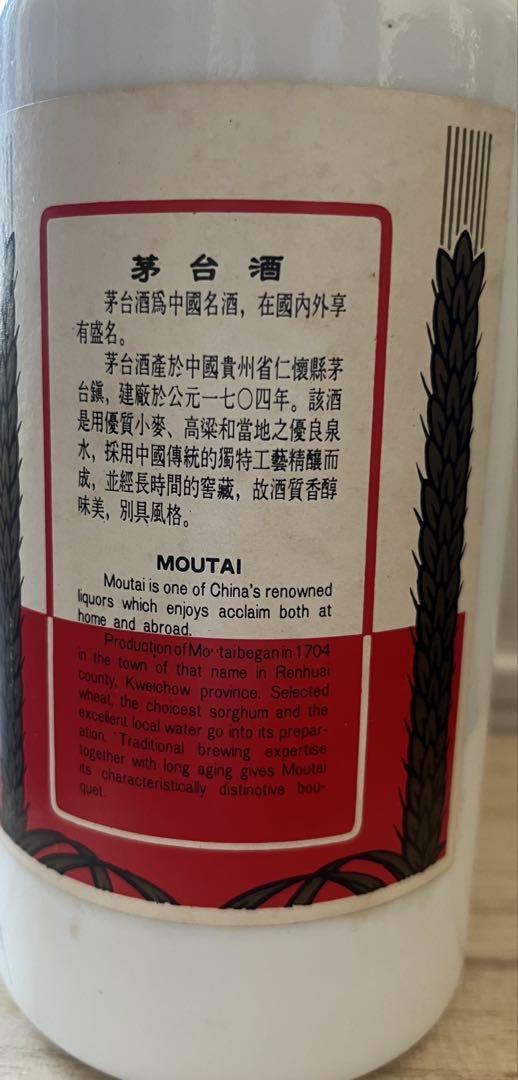 茅台酒
茅台酒爲中國名酒，在國內外享
有盛名。
茅台酒產於中國貴州省仁懷縣茅
台鎭，建廠於公元一七〇四年。該酒
是用優質小麥、高粱和當地之優良泉
水，採用中國傳統的獨特工藝精釀而
成，並經長時間的窖藏，故酒質香醇
味美，別具風格。
MOUTAI
Moutai is one of China's renowned
liquors which enjoys acclaim both at
home and abroad.
Production of Moutai began in 1704
in the town of that name in Renhuai
county, Kweichow province. Selected
wheat, the choicest sorghum and the
excellent local water go into its prepar-
ation. Traditional brewing expertise
together with long aging gives Moutai
its characteristically distinctive bou-
quet.